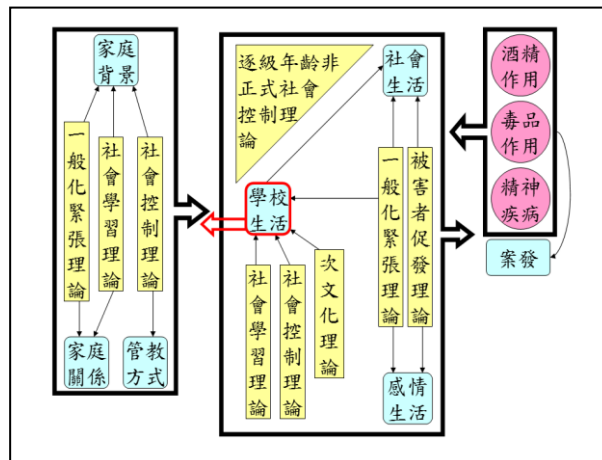 家庭
背景
一般化緊張理論
社會學習理論
社會控制理論
家庭
關係
管教
方式
逐級年齡非
正式社會
控制理
論
社會
生活
學校
生活
社會學習理論
社會控制理論
次文化理論
一般化緊張理論
被害者促發理論
感情
生活
酒精
作用
毒品
作用
精神
疾病
案發